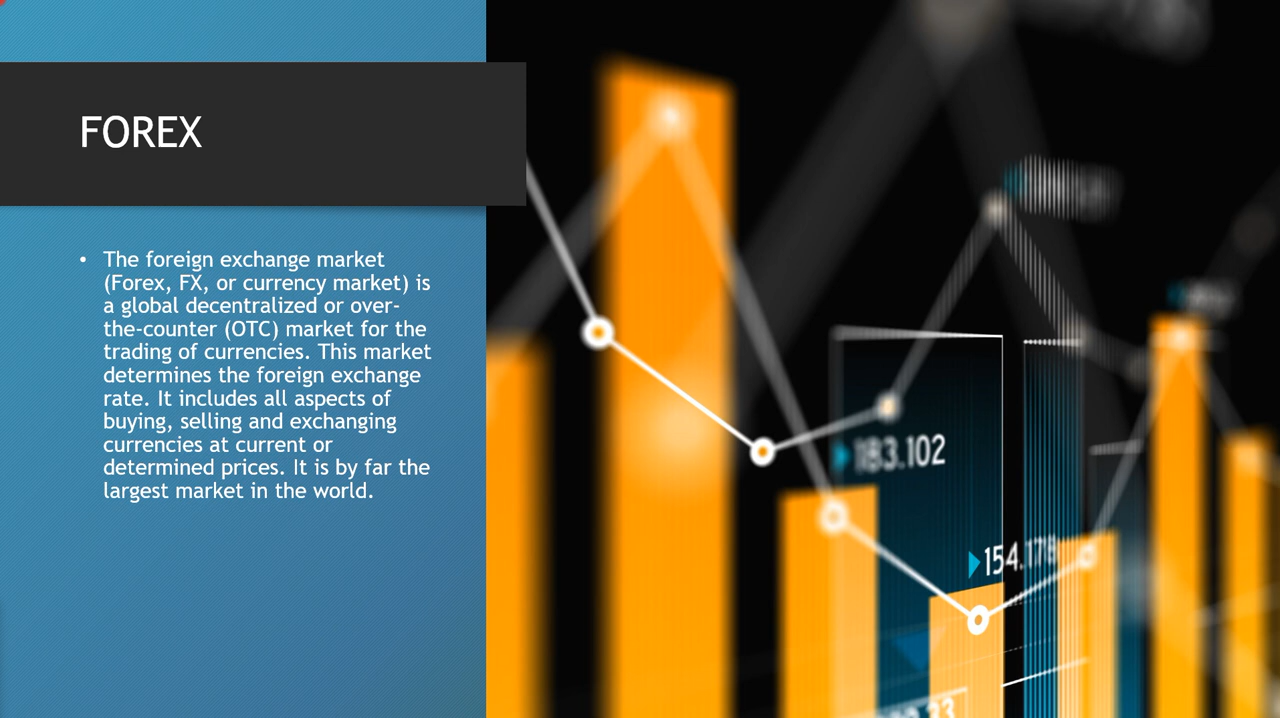 FOREX
• The foreign exchange market
(Forex, FX, or currency market) is
a global decentralized or over-
the-counter (OTC) market for the
trading of currencies. This market
determines the foreign exchange
rate. It includes all aspects of
buying, selling and exchanging
currencies at current or
determined prices. It is by far the
largest market in the world.
183.102
154.178